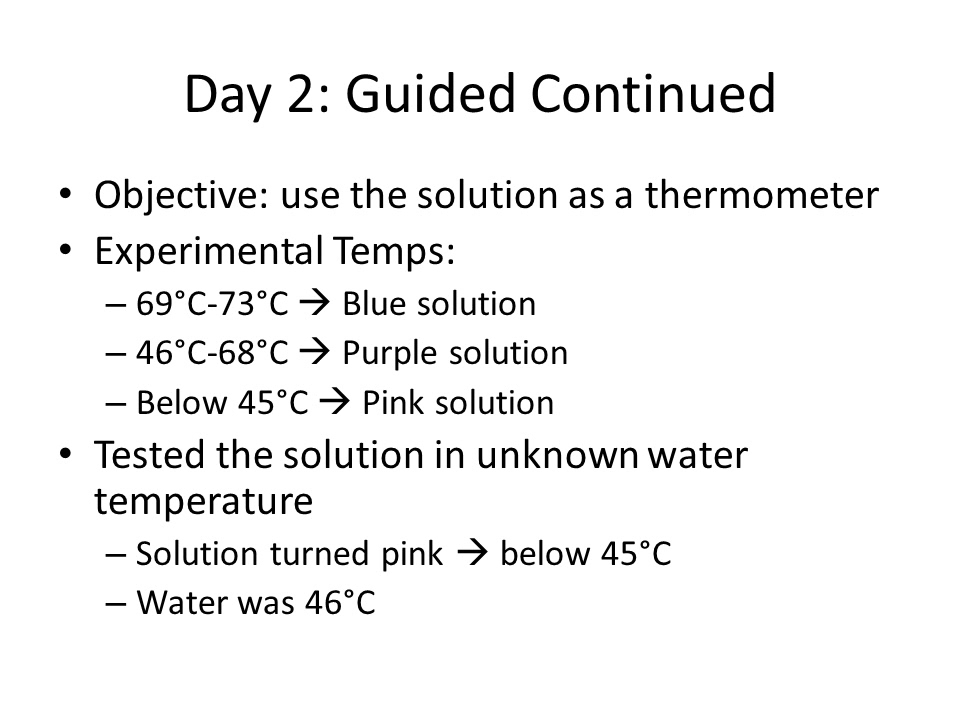 Day 2: Guided Continued
• Objective: use the solution as a thermometer
• Experimental Temps:
– 69°C-73°C → Blue solution
– 46°C-68°C → Purple solution
– Below 45°C → Pink solution
• Tested the solution in unknown water
temperature
– Solution turned pink → below 45°C
– Water was 46°C